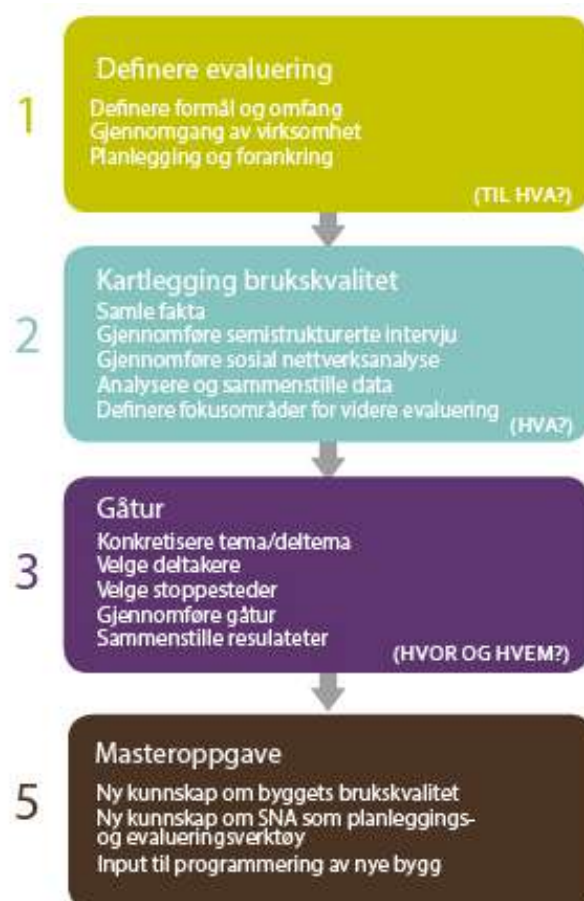 1
Definere evaluering
Definere formål og omfang
Gjennomgang av virksomhet
Planlegging og forankring
(TIL HVA?)
2
Kartlegging brukskvalitet
Samle fakta
Gjennomføre semistrukturerte intervju
Gjennomføre sosial nettverksanalyse
Analysere og sammenstille data
Definere fokusområder for videre evaluering
(HVA?)
3
Gåtur
Konkretisere tema/deltema
Velge deltakere
Velge stoppesteder
Gjennomføre gåtur
Sammenstille resulateter
(HVOR OG HVEM?)
5
Masteroppgave
Ny kunnskap om byggets brukskvalitet
Ny kunnskap om SNA som planleggings-
og evalueringsverktøy
Input til programmering av nye bygg